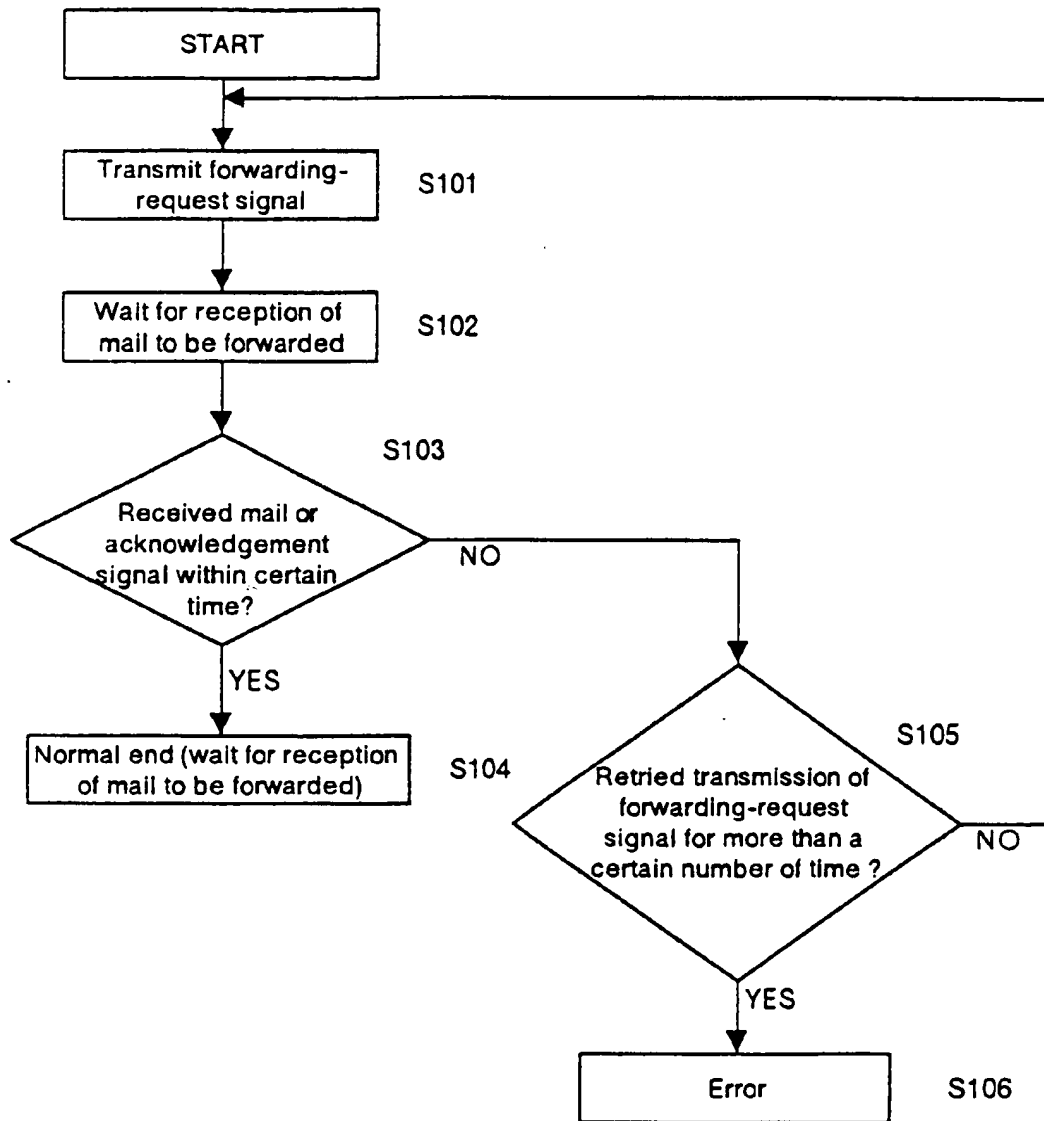 START
Transmit forwarding-
request signal
S101
Wait for reception of
mail to be forwarded
S102
S103
Received mail or
acknowledgement
signal within certain
time?
NO
YES
Normal end (wait for reception
of mail to be forwarded)
S104
S105
Retried transmission of
forwarding-request
signal for more than a
certain number of time ?
NO
YES
Error
S106